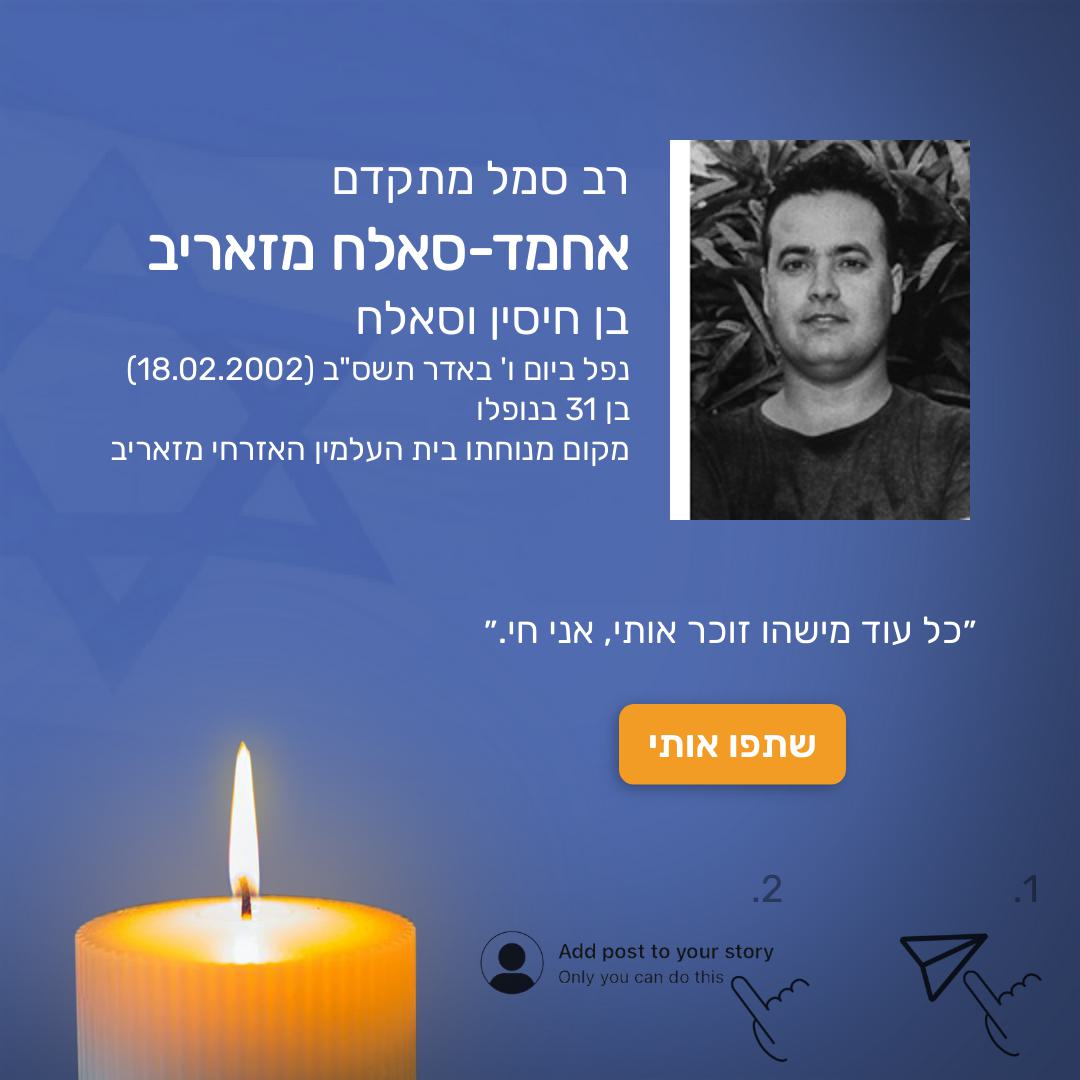 רב סמל מתקדם
אחמד-סאלח מזאריב
בן חיסין וסאלח
נפל ביום ו' באדר תשס"ב (18.02.2002)
בן 31 בנופלו
מקום מנוחתו בית העלמין האזרחי מזאריב
״כל עוד מישהו זוכר אותי, אני חי.״
שתפו אותי
.1
.2
Add post to your story
Only you can do this